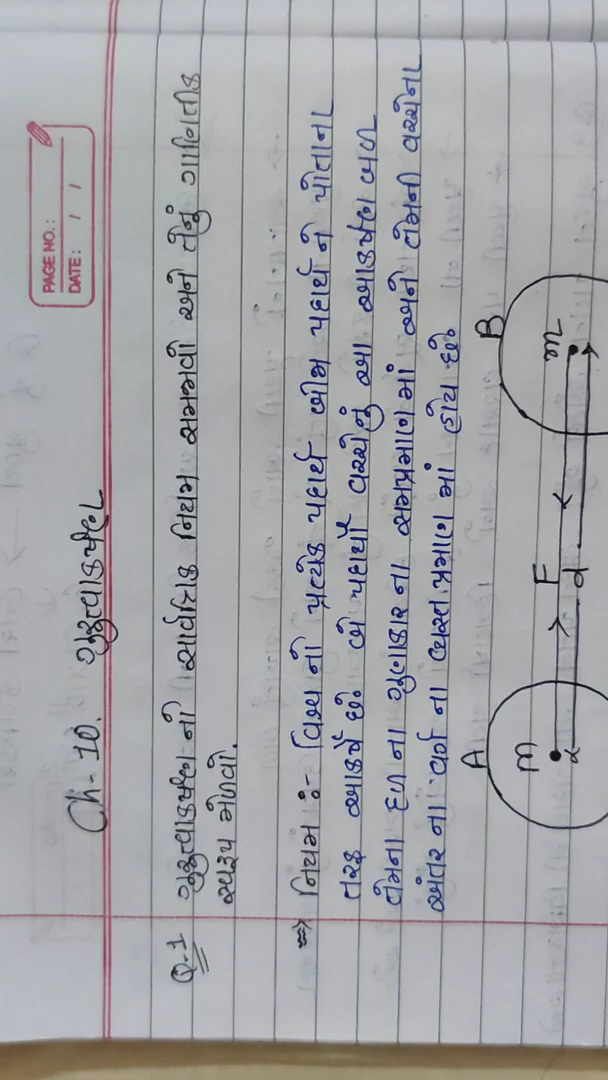 PAGE NO.:
DATE: / /
Ch-10. ગુરુત્વાકર્ષણ
Q-1 ગુરુત્વાકર્ષણ નો સાર્વત્રિક નિયમ સમજાવો અને તેનું ગાણિતીક
સ્વરૂપ મેળવો.
⇒ નિયમ :- વિશ્વ નો પ્રત્યેક પદાર્થ બીજા પદાર્થ ને પોતાના
તરફ આકર્ષે છે. બે પદાર્થો વચ્ચેનું આ આકર્ષણ બળ
તેમના દળ ના ગુણાકાર ના સમપ્રમાણ માં અને તેમની વચ્ચેના
અંતર ના વર્ગ ના વ્યસ્ત પ્રમાણ માં હોય છે.
A B
m F m
d